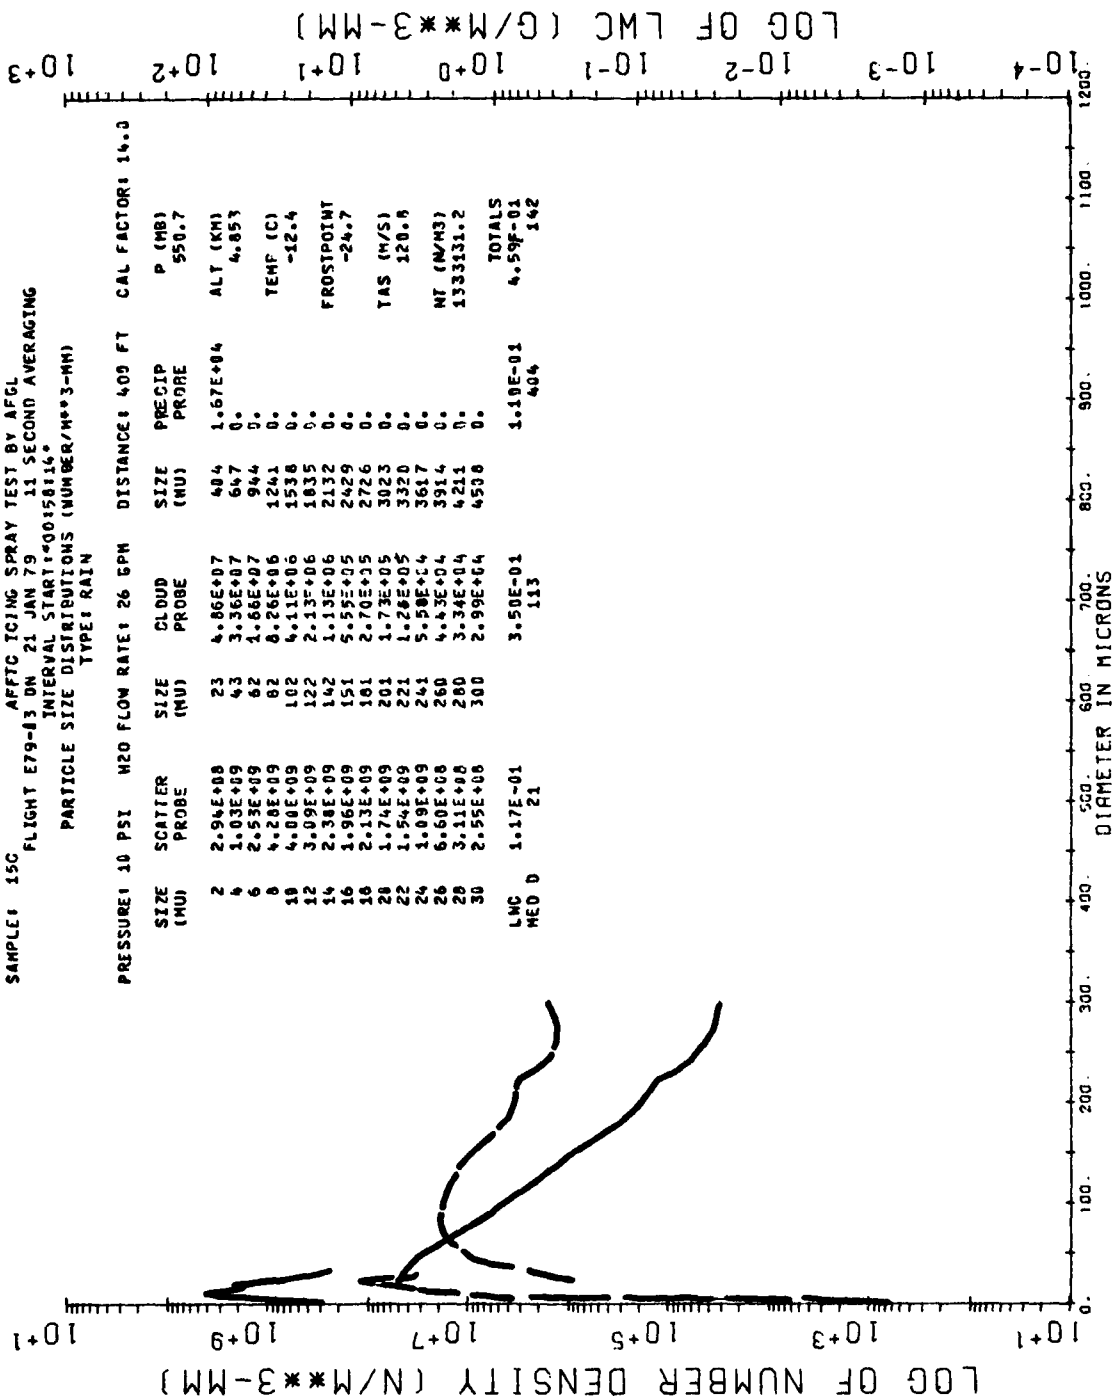 SAMPLE: 15C AFFTC ICING SPRAY TEST BY AFGL
FLIGHT E79-13 ON 21 JAN 79 11 SECOND AVERAGING
INTERVAL START:*00:58:14*
PARTICLE SIZE DISTRIBUTIONS (NUMBER/M**3-MM)
TYPE: RAIN
PRESSURE: 10 PSI H2O FLOW RATE: 26 GPM DISTANCE: 400 FT CAL FACTOR: 14.0
SIZE SCATTER SIZE CLOUD SIZE PRECIP P (MB)
(MU) PROBE (MU) PROBE (MU) PROBE 550.7
2 2.94E+08 23 4.86E+07 404 1.67E+04 ALT (KM)
4 1.03E+09 43 3.36E+07 647 0. 4.853
6 2.53E+09 62 1.66E+07 944 0.
8 4.28E+09 82 8.26E+06 1241 0. TEMP (C)
10 4.00E+09 102 4.11E+06 1538 0. -12.4
12 3.09E+09 122 2.13E+06 1835 0.
14 2.38E+09 142 1.13E+06 2132 0. FROSTPOINT
16 1.96E+09 151 5.55E+05 2429 0. -24.7
18 2.13E+09 181 2.70E+05 2726 0.
20 1.74E+09 201 1.73E+05 3023 0. TAS (M/S)
22 1.54E+09 221 1.26E+05 3320 0. 120.8
24 1.09E+09 241 5.58E+04 3617 0.
26 6.60E+08 260 4.43E+04 3914 0. NT (N/M3)
28 3.11E+08 280 3.34E+04 4211 0. 1333131.2
30 2.55E+08 300 2.99E+04 4508 0.
TOTALS
LWC 1.17E-01 3.50E-01 1.10E-01 4.59E-01
MED D 21 113 404 142
LOG OF NUMBER DENSITY (N/M**3-MM)
10+1 10+9 10+7 10+5 10+3 10+1
LOG OF LWC (G/M**3-MM)
10+3 10+2 10+1 10+0 10-1 10-2 10-3 10-4
0. 100. 200. 300. 400. 500. 600. 700. 800. 900. 1000. 1100. 1200.
DIAMETER IN MICRONS